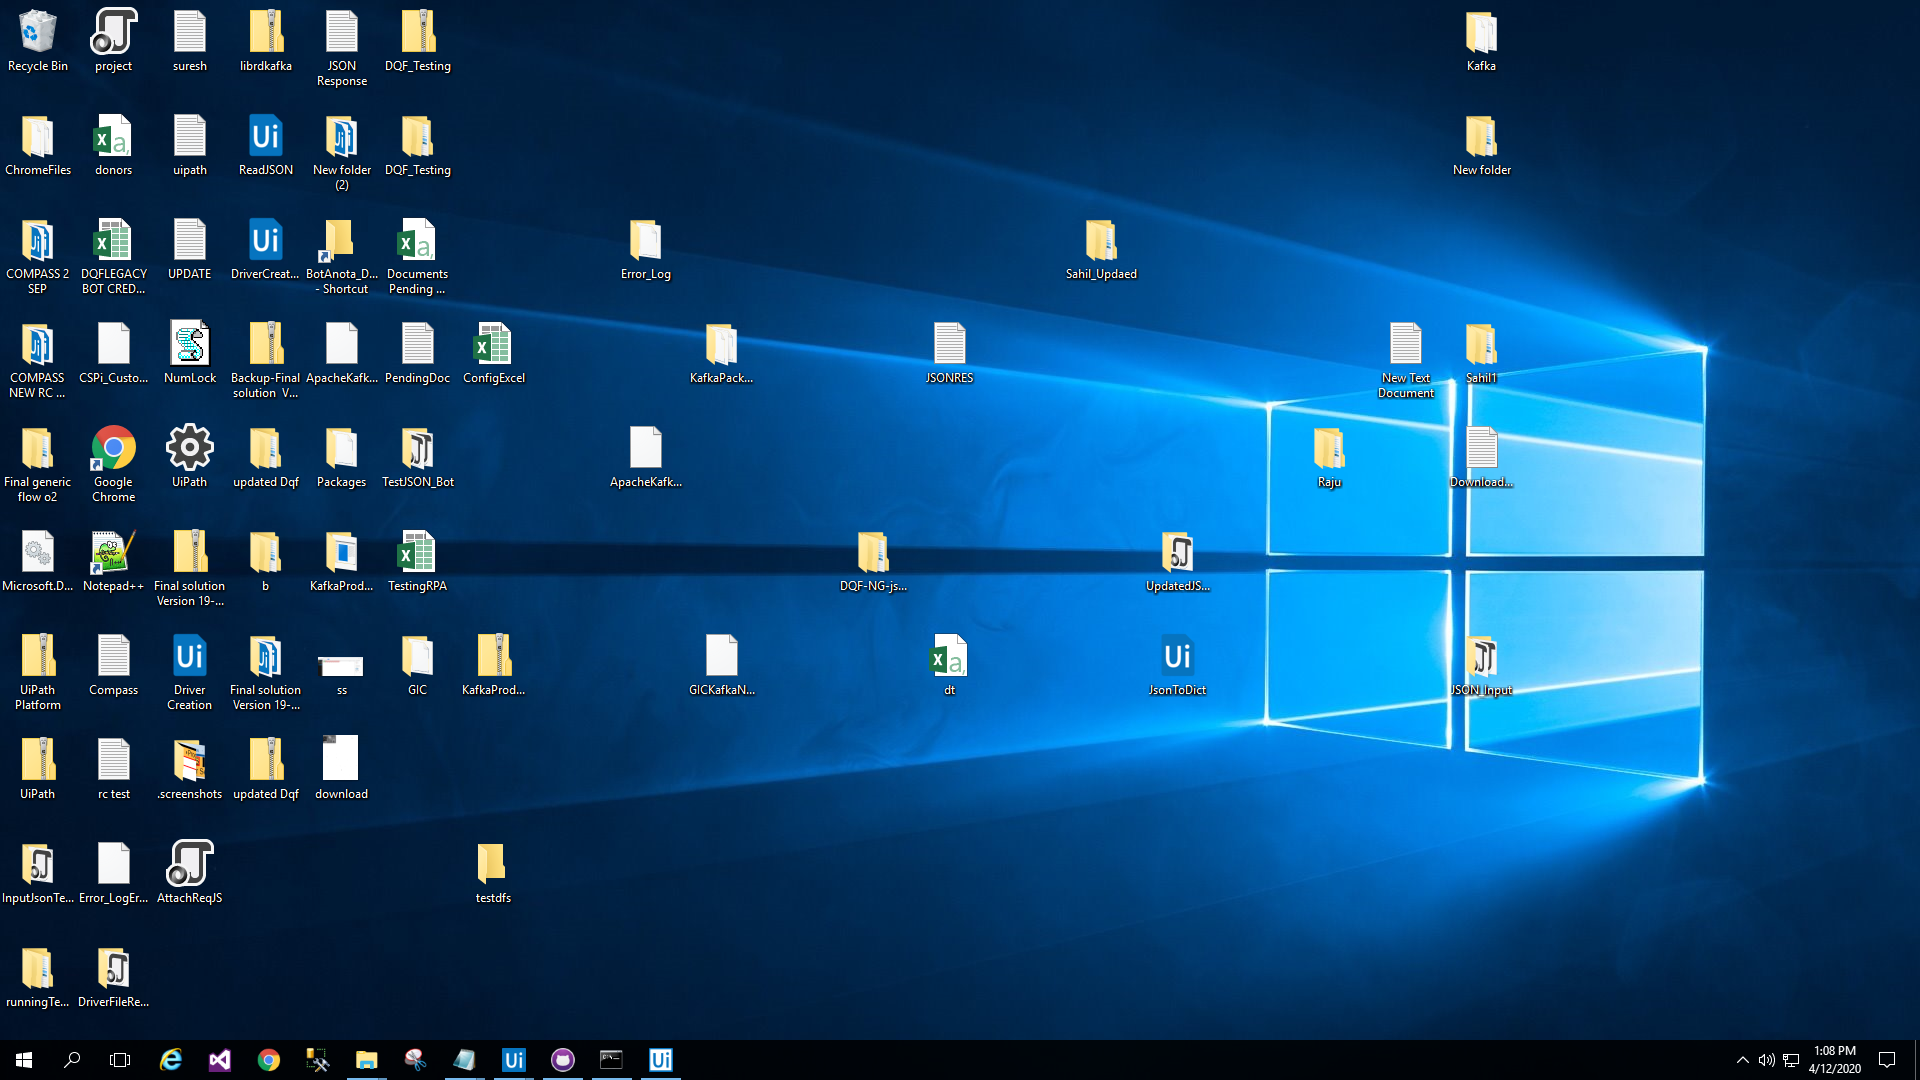 Recycle Bin
project
suresh
librdkafka
JSON
Response
DQF_Testing
Kafka
ChromeFiles
donors
uipath
ReadJSON
New folder
(2)
DQF_Testing
New folder
COMPASS 2
SEP
DQFLEGACY
BOT CRED...
UPDATE
DriverCreat...
BotAnota_D...
- Shortcut
Documents
Pending ...
Error_Log
Sahil_Updaed
COMPASS
NEW RC ...
CSPi_Custo...
NumLock
Backup-Final
solution V...
ApacheKafk...
PendingDoc
ConfigExcel
KafkaPack...
JSONRES
New Text
Document
Sahil1
Final generic
flow o2
Google
Chrome
UiPath
updated Dqf
Packages
TestJSON_Bot
ApacheKafk...
Raju
Download...
Microsoft.D...
Notepad++
Final solution
Version 19-...
b
KafkaProd...
TestingRPA
DQF-NG-js...
UpdatedJS...
UiPath
Platform
Compass
Driver
Creation
Final solution
Version 19-...
ss
GIC
KafkaProd...
GICKafkaN...
dt
JsonToDict
JSON_Input
UiPath
rc test
.screenshots
updated Dqf
download
InputJsonTe...
Error_LogEr...
AttachReqJS
testdfs
runningTe...
DriverFileRe...
1:08 PM
4/12/2020